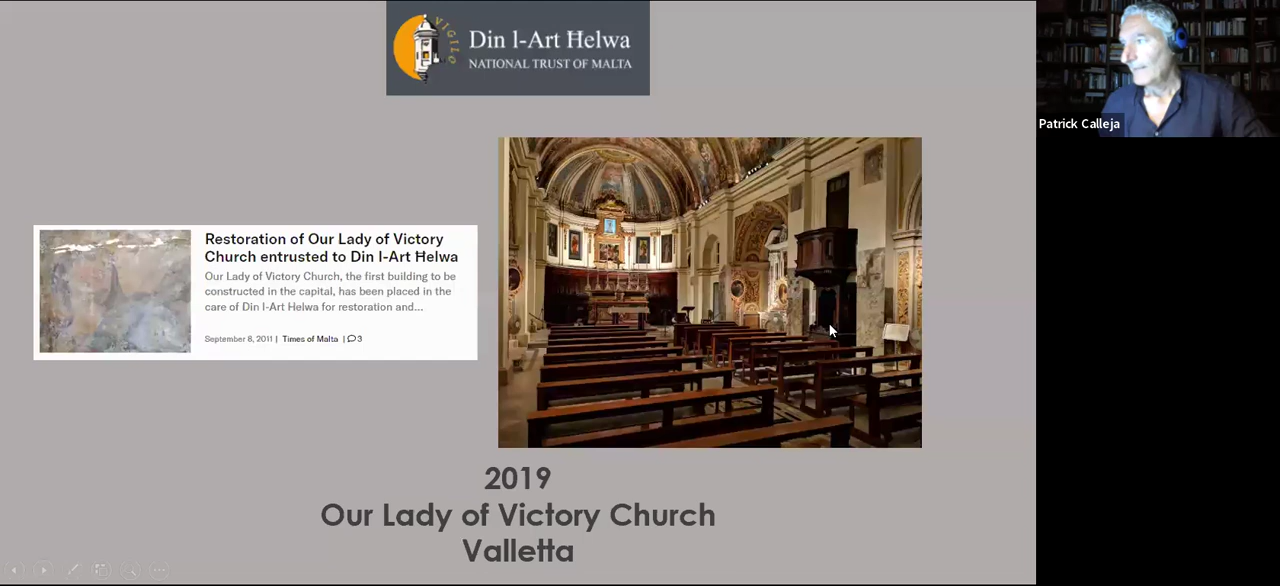 VIGILO
Din l-Art Ħelwa
NATIONAL TRUST OF MALTA
Patrick Calleja
Restoration of Our Lady of Victory
Church entrusted to Din l-Art Helwa
Our Lady of Victory Church, the first building to be
constructed in the capital, has been placed in the
care of Din l-Art Helwa for restoration and...
September 8, 2011 | Times of Malta | 3
2019
Our Lady of Victory Church
Valletta